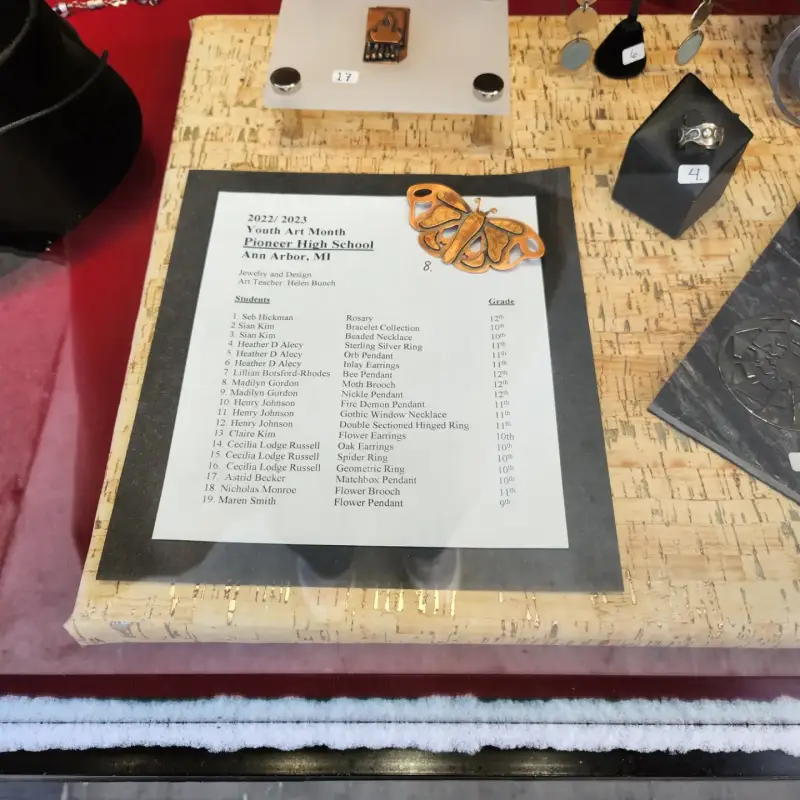 17
6.
4.
2022/ 2023
Youth Art Month
Pioneer High School
Ann Arbor, MI
8.
Jewelry and Design
Art Teacher Helen Bunch
Students Grade
1. Seb Hickman Rosary 12th
2 Sian Kim Bracelet Collection 10th
3. Sian Kim Beaded Necklace 10th
4 Heather D Alecy Sterling Silver Ring 11th
5 Heather D Alecy Orb Pendant 11th
6 Heather D Alecy Inlay Earrings 11th
7 Lillian Botsford-Rhodes Bee Pendant 12th
8. Madilyn Gordon Moth Brooch 12th
9. Madilyn Gordon Nickle Pendant 12th
10. Henry Johnson Fire Demon Pendant 11th
11. Henry Johnson Gothic Window Necklace 11th
12. Henry Johnson Double Sectioned Hinged Ring 11th
13 Claire Kim Flower Earrings 10th
14. Cecilia Lodge Russell Oak Earrings 10th
15. Cecilia Lodge Russell Spider Ring 10th
16. Cecilia Lodge Russell Geometric Ring 10th
17. Astrid Becker Matchbox Pendant 10th
18. Nicholas Monroe Flower Brooch 11th
19. Maren Smith Flower Pendant 9th